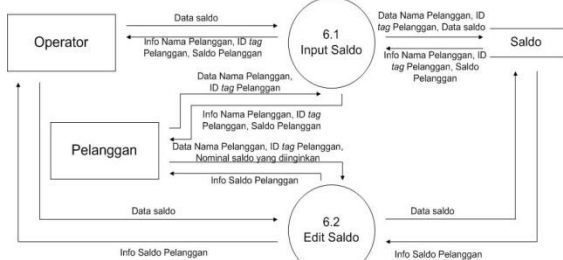 Data saldo
Operator
Info Nama Pelanggan, ID tag
Pelanggan, Saldo Pelanggan
6.1
Input Saldo
Data Nama Pelanggan, ID
tag Pelanggan, Data saldo
Info Nama Pelanggan, ID
tag Pelanggan, Saldo
Pelanggan
Saldo
Data Nama Pelanggan,
ID tag Pelanggan
Info Nama Pelanggan, ID tag
Pelanggan, Saldo Pelanggan
Pelanggan
Data Nama Pelanggan, ID tag Pelanggan,
Nominal saldo yang diinginkan
Info Saldo Pelanggan
Data saldo
6.2
Edit Saldo
Data saldo
Info Saldo Pelanggan
Info Saldo Pelanggan